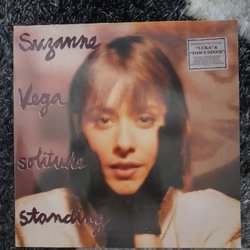 Suzanne
Vega
solitude
standing
"LUKA" &
"TOM'S DINER"